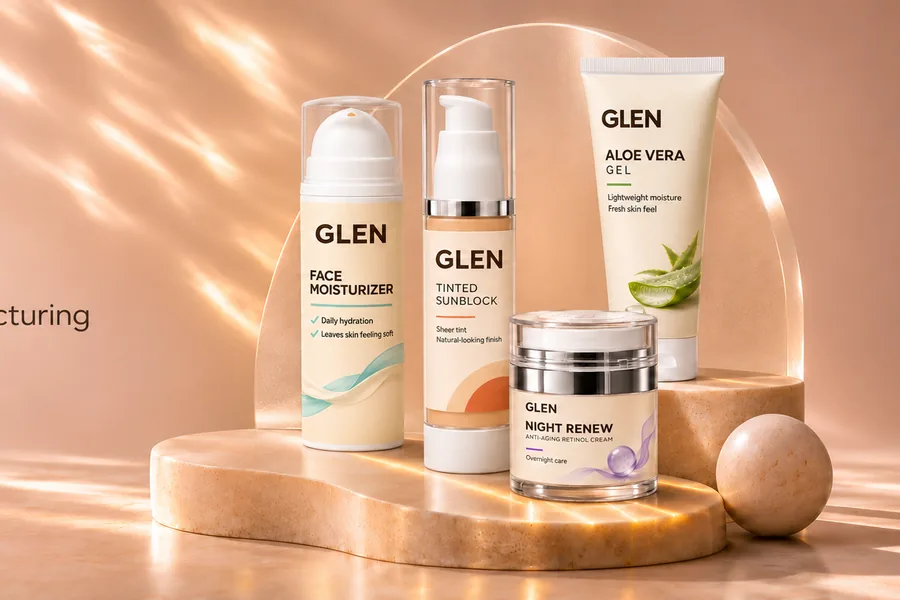 cturing
GLEN
FACE
MOISTURIZER
✓ Daily hydration
✓ Leaves skin feeling soft
GLEN
TINTED
SUNBLOCK
Sheer tint
Natural-looking finish
GLEN
NIGHT RENEW
ANTI-AGING RETINOL CREAM
Overnight care
GLEN
ALOE VERA
GEL
Lightweight moisture
Fresh skin feel